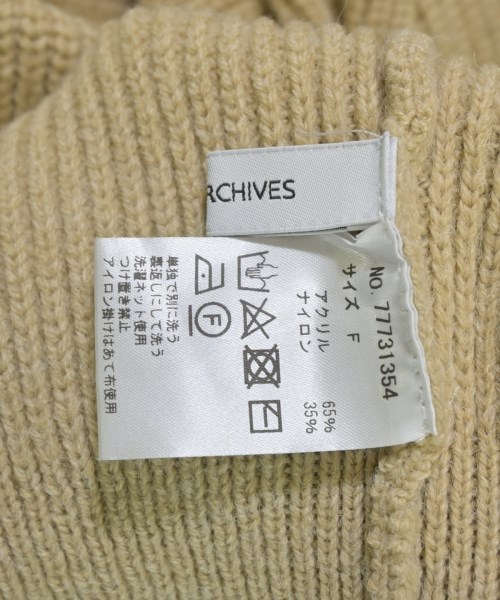 RCHIVES
NO. 77731354
サイズ F
アクリル 65%
ナイロン 35%
F
単独で別に洗う
裏返しにして洗う
洗濯ネット使用
つけ置き禁止
アイロン掛けはあて布使用